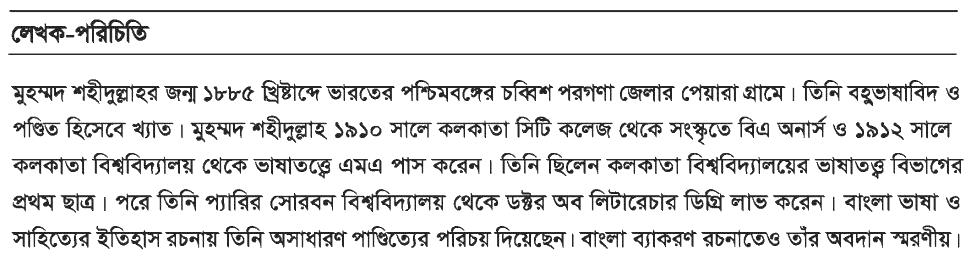 লেখক-পরিচিতি
মুহম্মদ শহীদুল্লাহর জন্ম ১৮৮৫ খ্রিষ্টাব্দে ভারতের পশ্চিমবঙ্গের চব্বিশ পরগণা জেলার পেয়ারা গ্রামে। তিনি বহুভাষাবিদ ও
পণ্ডিত হিসেবে খ্যাত। মুহম্মদ শহীদুল্লাহ ১৯১০ সালে কলকাতা সিটি কলেজ থেকে সংস্কৃতে বিএ অনার্স ও ১৯১২ সালে
কলকাতা বিশ্ববিদ্যালয় থেকে ভাষাতত্ত্বে এমএ পাস করেন। তিনি ছিলেন কলকাতা বিশ্ববিদ্যালয়ের ভাষাতত্ত্ব বিভাগের
প্রথম ছাত্র। পরে তিনি প্যারির সোরবন বিশ্ববিদ্যালয় থেকে ডক্টর অব লিটারেচার ডিগ্রি লাভ করেন। বাংলা ভাষা ও
সাহিত্যের ইতিহাস রচনায় তিনি অসাধারণ পাণ্ডিত্যের পরিচয় দিয়েছেন। বাংলা ব্যাকরণ রচনাতেও তাঁর অবদান স্মরণীয়।